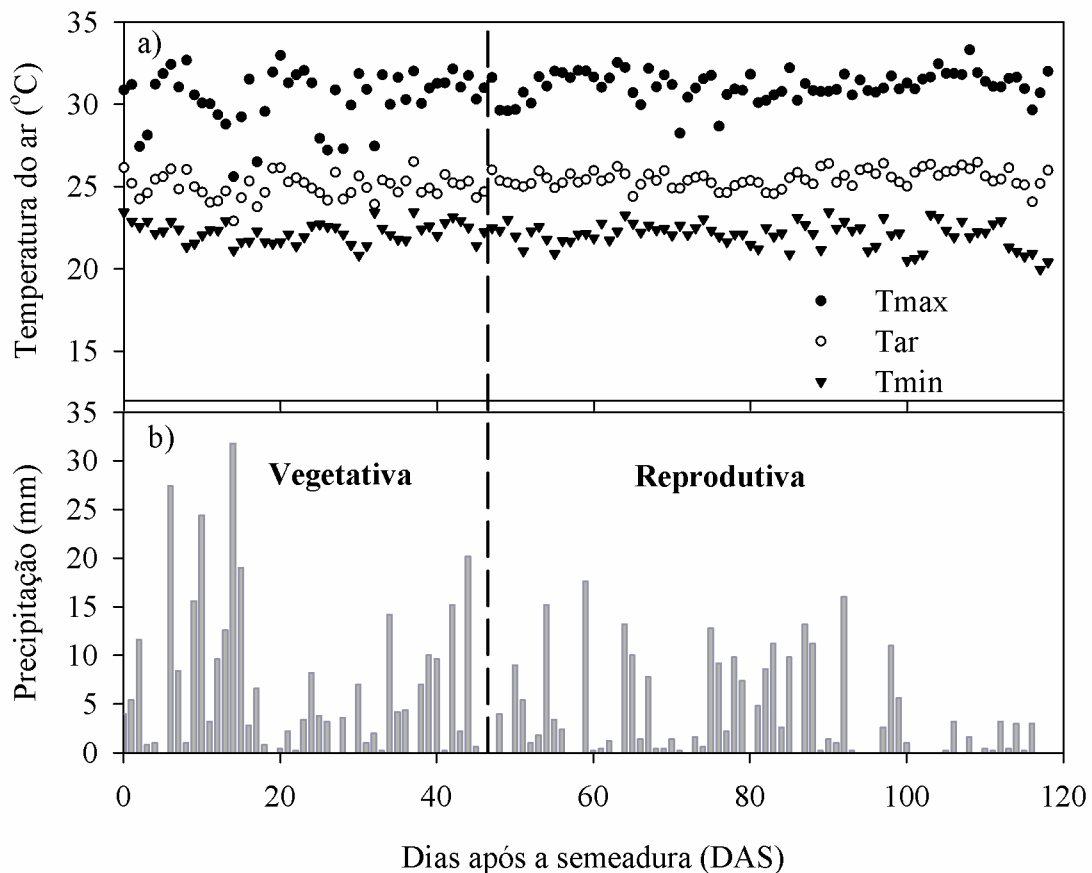 a)
35
30
25
20
15
Temperatura do ar (°C)
Tmax
Tar
Tmin
b)
35
30
25
20
15
10
5
0
Precipitação (mm)
Vegetativa
Reprodutiva
0 20 40 60 80 100 120
Dias após a semeadura (DAS)